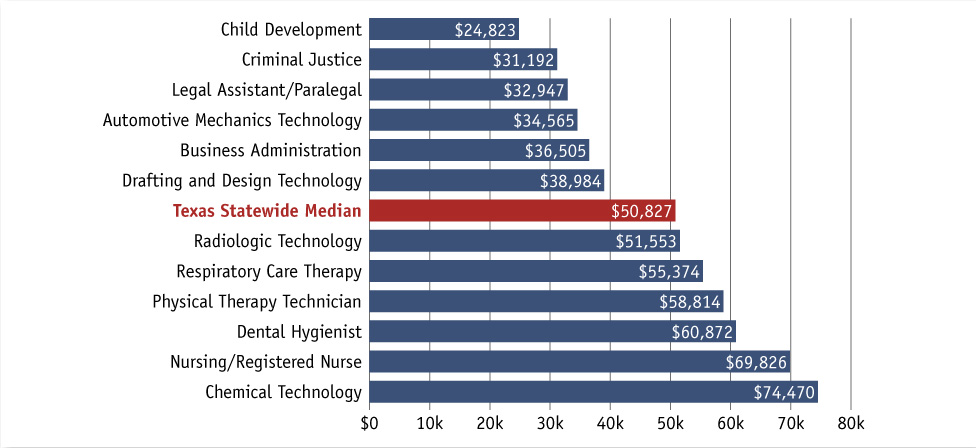 Child Development $24,823
Criminal Justice $31,192
Legal Assistant/Paralegal $32,947
Automotive Mechanics Technology $34,565
Business Administration $36,505
Drafting and Design Technology $38,984
Texas Statewide Median $50,827
Radiologic Technology $51,553
Respiratory Care Therapy $55,374
Physical Therapy Technician $58,814
Dental Hygienist $60,872
Nursing/Registered Nurse $69,826
Chemical Technology $74,470
$0 10k 20k 30k 40k 50k 60k 70k 80k